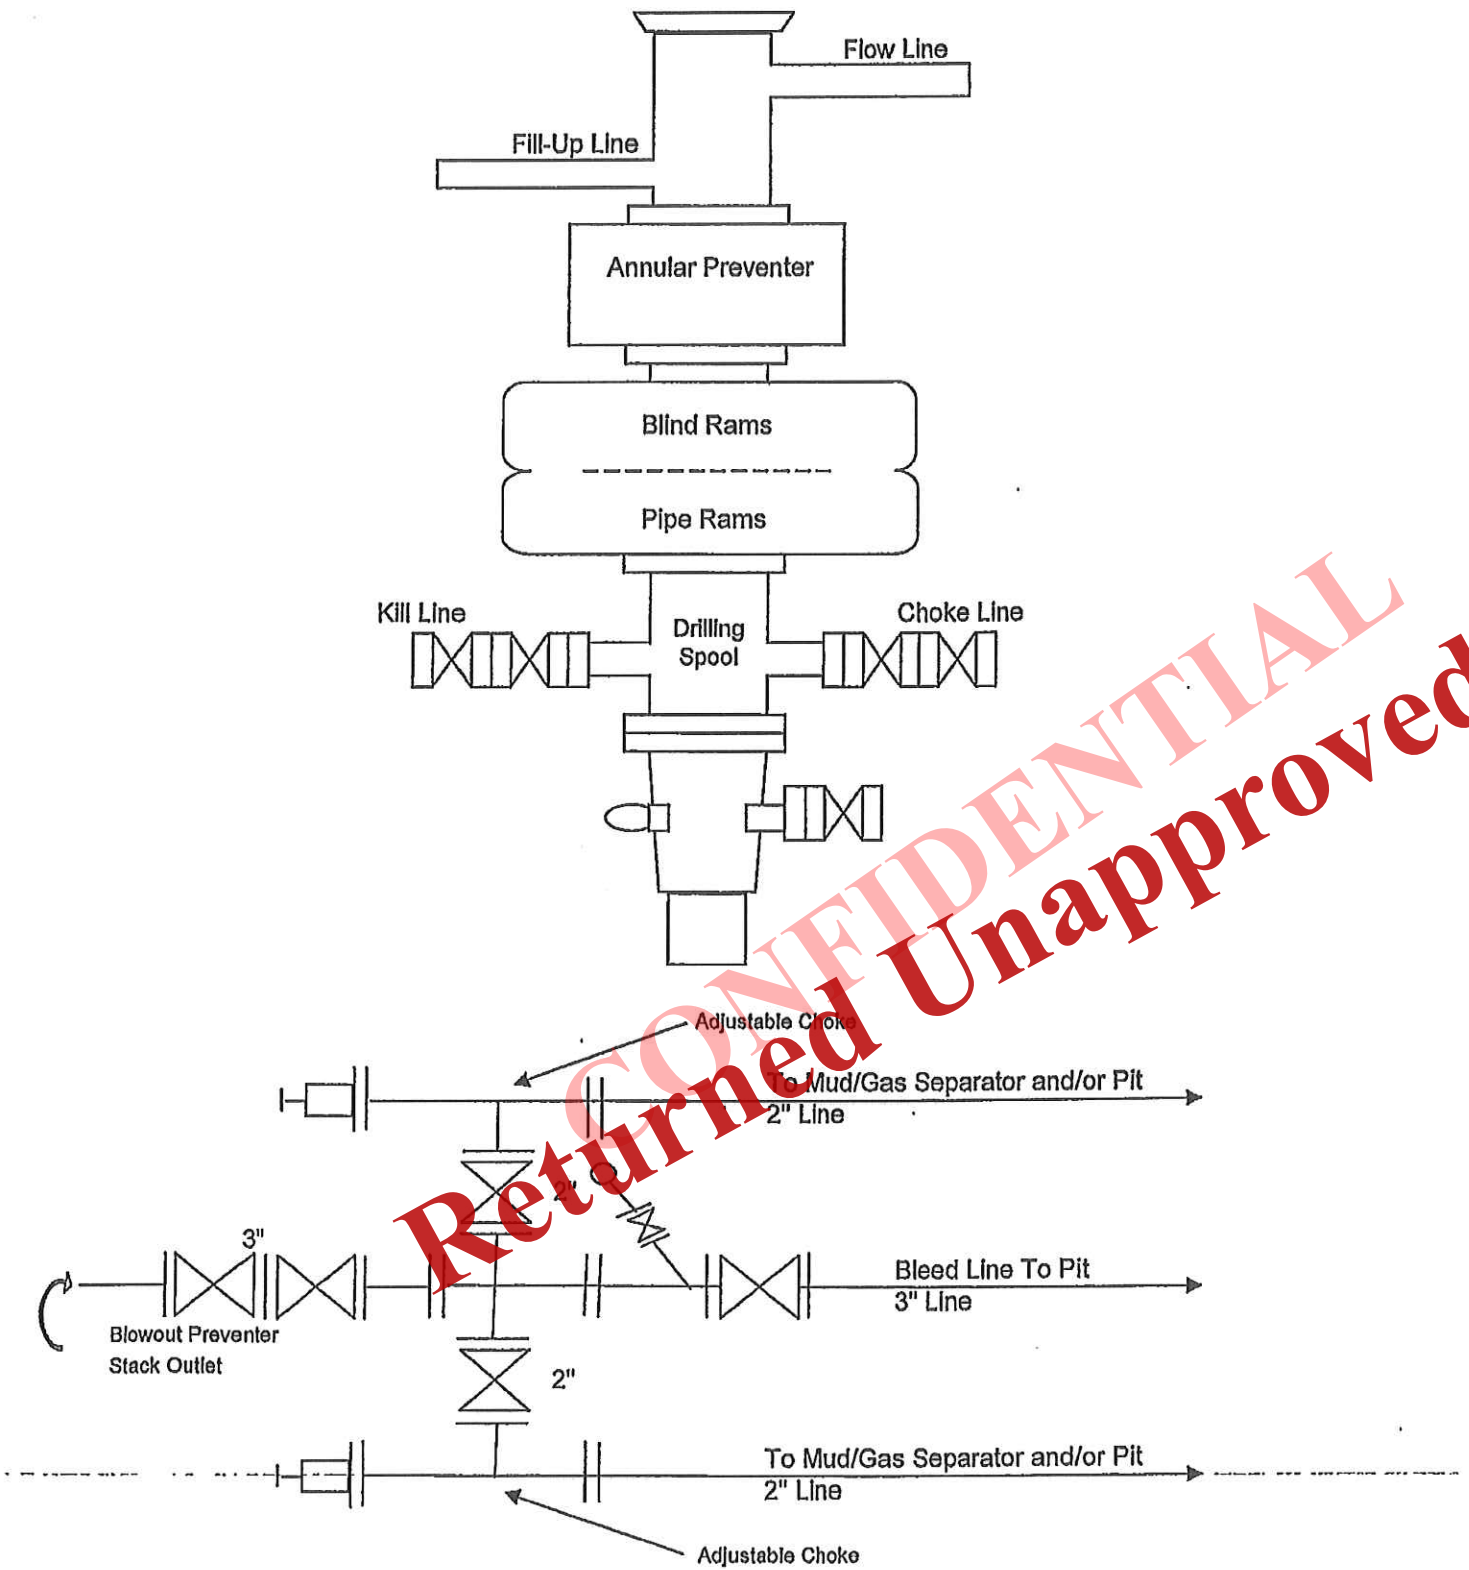 Flow Line
Fill-Up Line
Annular Preventer
Blind Rams
Pipe Rams
Kill Line
Choke Line
Drilling
Spool
CONFIDENTIAL
Returned Unapproved
Adjustable Choke
To Mud/Gas Separator and/or Pit
2" Line
2"
3"
Bleed Line To Pit
3" Line
Blowout Preventer
Stack Outlet
2"
To Mud/Gas Separator and/or Pit
2" Line
Adjustable Choke